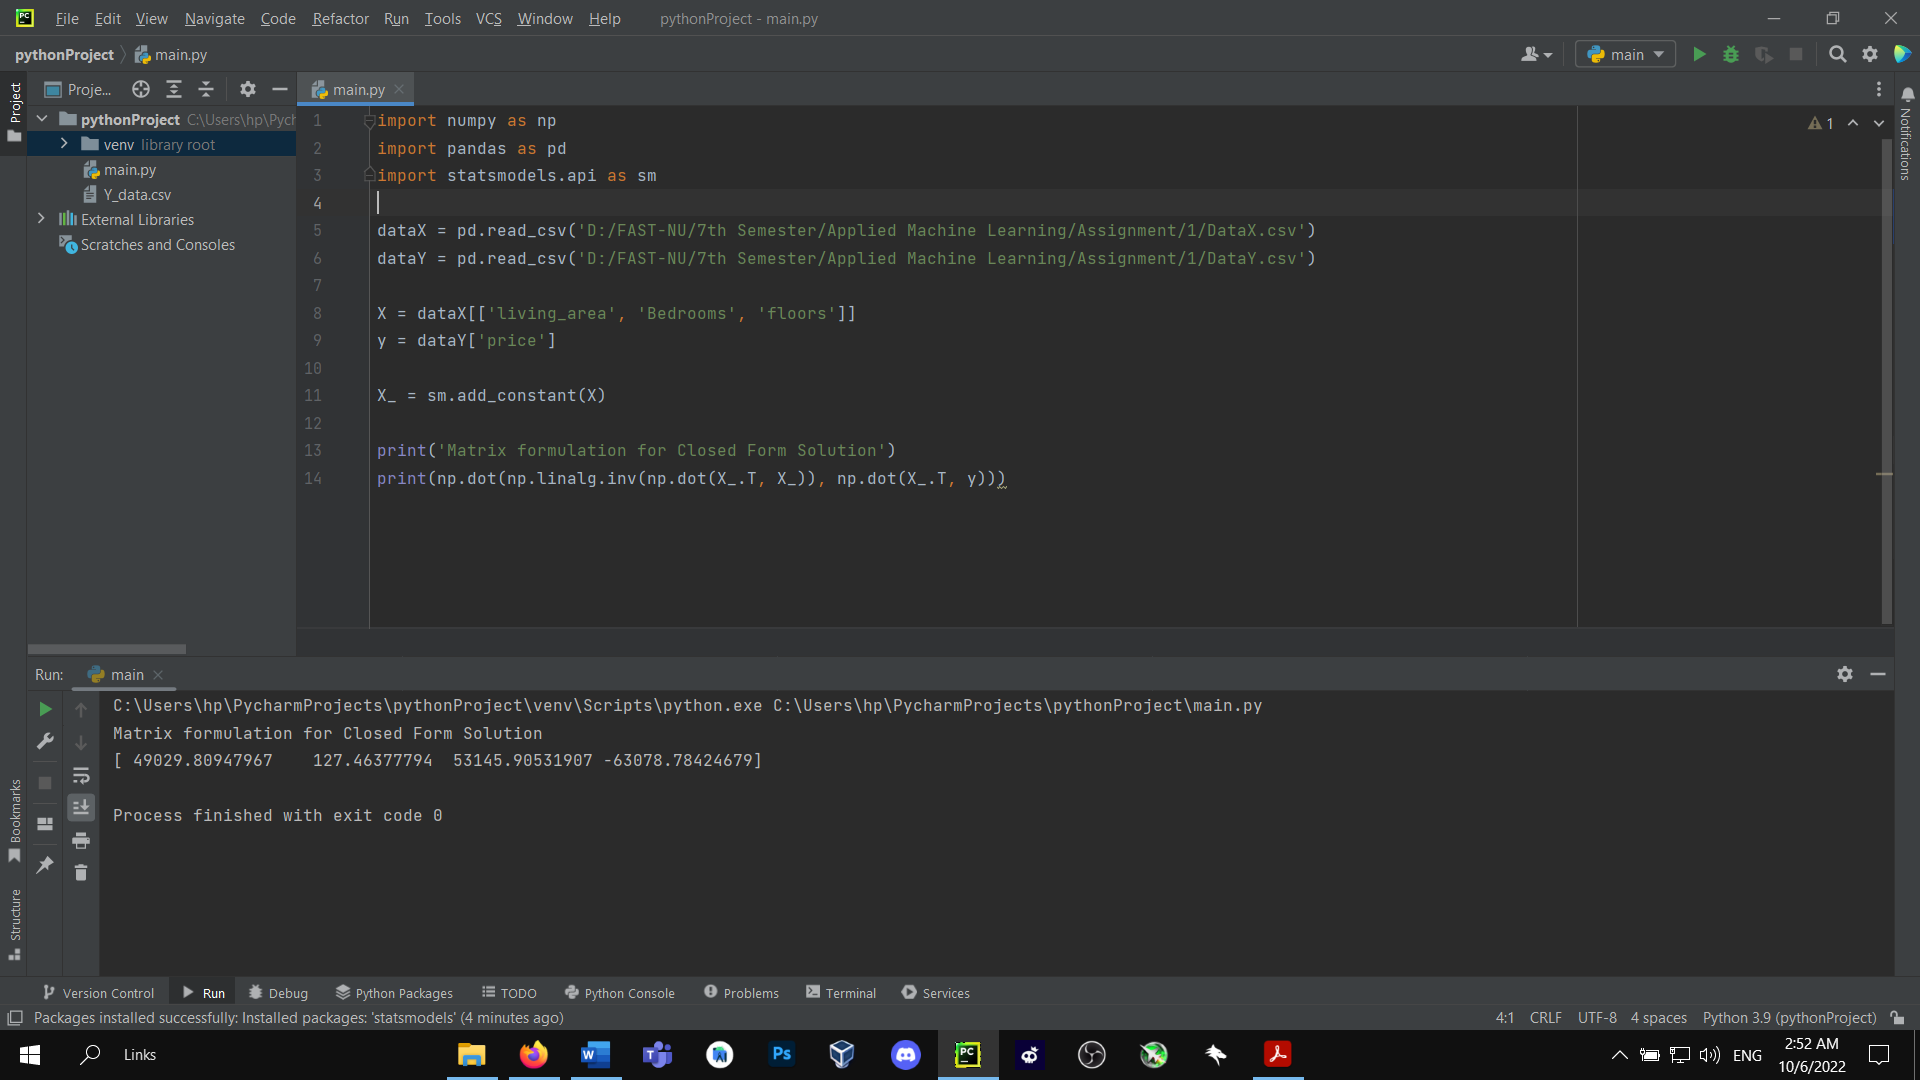 File Edit View Navigate Code Refactor Run Tools VCS Window Help pythonProject - main.py
pythonProject main.py
main
Project
Proje...
main.py
pythonProject C:\Users\hp\Pych
venv library root
main.py
Y_data.csv
External Libraries
Scratches and Consoles
1 import numpy as np
2 import pandas as pd
3 import statsmodels.api as sm
4
5 dataX = pd.read_csv('D:/FAST-NU/7th Semester/Applied Machine Learning/Assignment/1/DataX.csv')
6 dataY = pd.read_csv('D:/FAST-NU/7th Semester/Applied Machine Learning/Assignment/1/DataY.csv')
7
8 X = dataX[['living_area', 'Bedrooms', 'floors']]
9 y = dataY['price']
10
11 X_ = sm.add_constant(X)
12
13 print('Matrix formulation for Closed Form Solution')
14 print(np.dot(np.linalg.inv(np.dot(X_.T, X_)), np.dot(X_.T, y)))
1
Notifications
Run: main
C:\Users\hp\PycharmProjects\pythonProject\venv\Scripts\python.exe C:\Users\hp\PycharmProjects\pythonProject\main.py
Matrix formulation for Closed Form Solution
[ 49029.80947967 127.46377794 53145.90531907 -63078.78424679]
Process finished with exit code 0
Bookmarks
Structure
Version Control Run Debug Python Packages TODO Python Console Problems Terminal Services
Packages installed successfully: Installed packages: 'statsmodels' (4 minutes ago) 4:1 CRLF UTF-8 4 spaces Python 3.9 (pythonProject)
Links
ENG
2:52 AM
10/6/2022